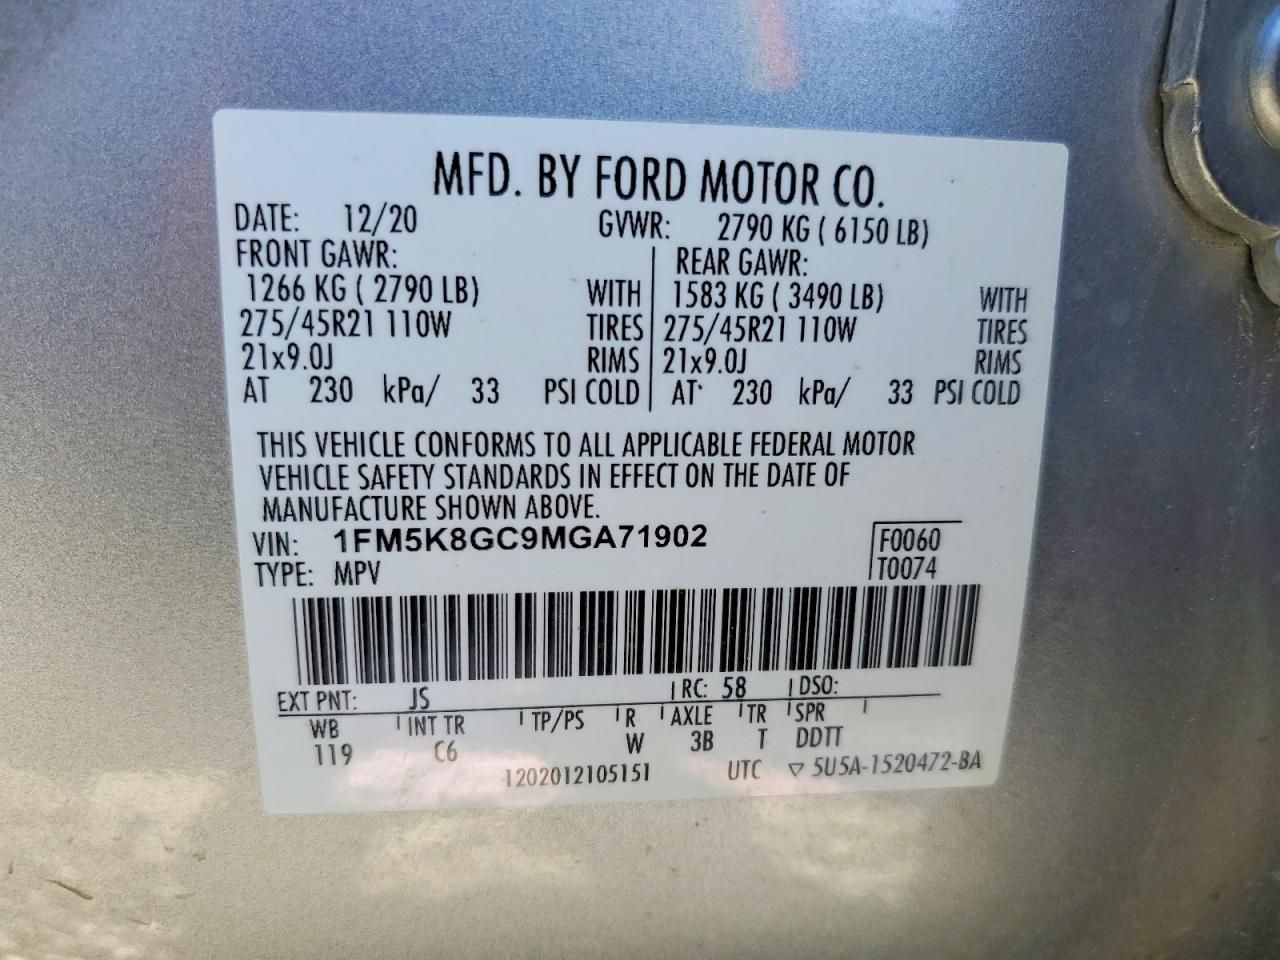 MFD. BY FORD MOTOR CO.
DATE: 12/20 GVWR: 2790 KG ( 6150 LB)
FRONT GAWR: REAR GAWR:
1266 KG ( 2790 LB) WITH 1583 KG ( 3490 LB) WITH
275/45R21 110W TIRES 275/45R21 110W TIRES
21x9.0J RIMS 21x9.0J RIMS
AT 230 kPa/ 33 PSI COLD AT 230 kPa/ 33 PSI COLD
THIS VEHICLE CONFORMS TO ALL APPLICABLE FEDERAL MOTOR
VEHICLE SAFETY STANDARDS IN EFFECT ON THE DATE OF
MANUFACTURE SHOWN ABOVE.
VIN: 1FM5K8GC9MGA71902 F0060
TYPE: MPV T0074
EXT PNT: JS RC: 58 DSO:
WB INT TR TP/PS R AXLE TR SPR
119 C6 W 3B T DDTT
1202012105151 UTC ▽ 5U5A-1520472-BA